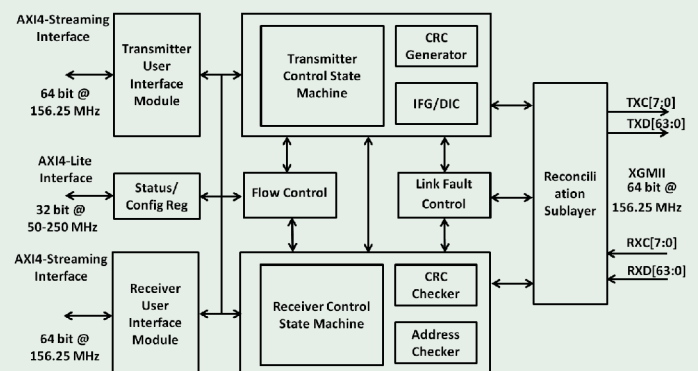 AXI4-Streaming
Interface
64 bit @
156.25 MHz
Transmitter
User
Interface
Module
Transmitter
Control State
Machine
CRC
Generator
IFG/DIC
AXI4-Lite
Interface
32 bit @
50-250 MHz
Status/
Config Reg
Flow Control
Link Fault
Control
Reconcili
ation
Sublayer
TXC[7:0]
TXD[63:0]
XGMII
64 bit @
156.25 MHz
RXC[7:0]
RXD[63:0]
AXI4-Streaming
Interface
64 bit @
156.25 MHz
Receiver
User
Interface
Module
Receiver Control
State Machine
CRC
Checker
Address
Checker